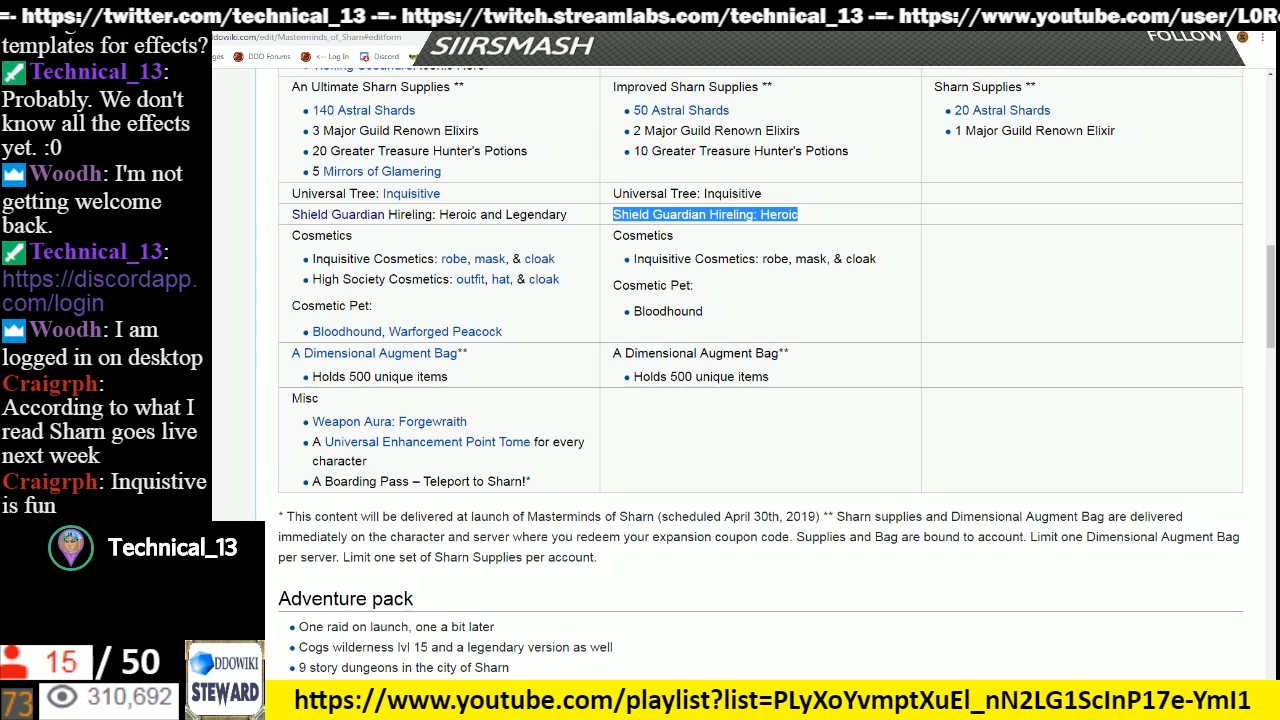 =- https://twitter.com/technical_13 -=- https://twitch.streamlabs.com/technical_13 -=- https://www.youtube.com/user/L0R
templates for effects?
Technical_13:
Probably. We don't
know all the effects
yet. :0
Woodh: I'm not
getting welcome
back.
Technical_13:
https://discordapp.
com/login
Woodh: I am
logged in on desktop
Craigrph:
According to what I
read Sharn goes live
next week
Craigrph: Inquistive
is fun
Technical_13
15 / 50
73 310,692
DDOWIKI
STEWARD
ddowiki.com/edit/Masterminds_of_Sharn#editform
DDO Forums <-- Log In Discord
SIIRSMASH
FOLLOW
An Ultimate Sharn Supplies **
140 Astral Shards
3 Major Guild Renown Elixirs
20 Greater Treasure Hunter's Potions
5 Mirrors of Glamering
Improved Sharn Supplies **
50 Astral Shards
2 Major Guild Renown Elixirs
10 Greater Treasure Hunter's Potions
Sharn Supplies **
20 Astral Shards
1 Major Guild Renown Elixir
Universal Tree: Inquisitive
Universal Tree: Inquisitive
Shield Guardian Hireling: Heroic and Legendary
Shield Guardian Hireling: Heroic
Cosmetics
Inquisitive Cosmetics: robe, mask, & cloak
High Society Cosmetics: outfit, hat, & cloak
Cosmetic Pet:
Bloodhound, Warforged Peacock
Cosmetics
Inquisitive Cosmetics: robe, mask, & cloak
Cosmetic Pet:
Bloodhound
A Dimensional Augment Bag**
Holds 500 unique items
A Dimensional Augment Bag**
Holds 500 unique items
Misc
Weapon Aura: Forgewraith
A Universal Enhancement Point Tome for every
character
A Boarding Pass – Teleport to Sharn!*
* This content will be delivered at launch of Masterminds of Sharn (scheduled April 30th, 2019) ** Sharn supplies and Dimensional Augment Bag are delivered
immediately on the character and server where you redeem your expansion coupon code. Supplies and Bag are bound to account. Limit one Dimensional Augment Bag
per server. Limit one set of Sharn Supplies per account.
Adventure pack
One raid on launch, one a bit later
Cogs wilderness lvl 15 and a legendary version as well
9 story dungeons in the city of Sharn
https://www.youtube.com/playlist?list=PLyXoYvmptXuEl_nN2LG1ScInP17e-YmI1